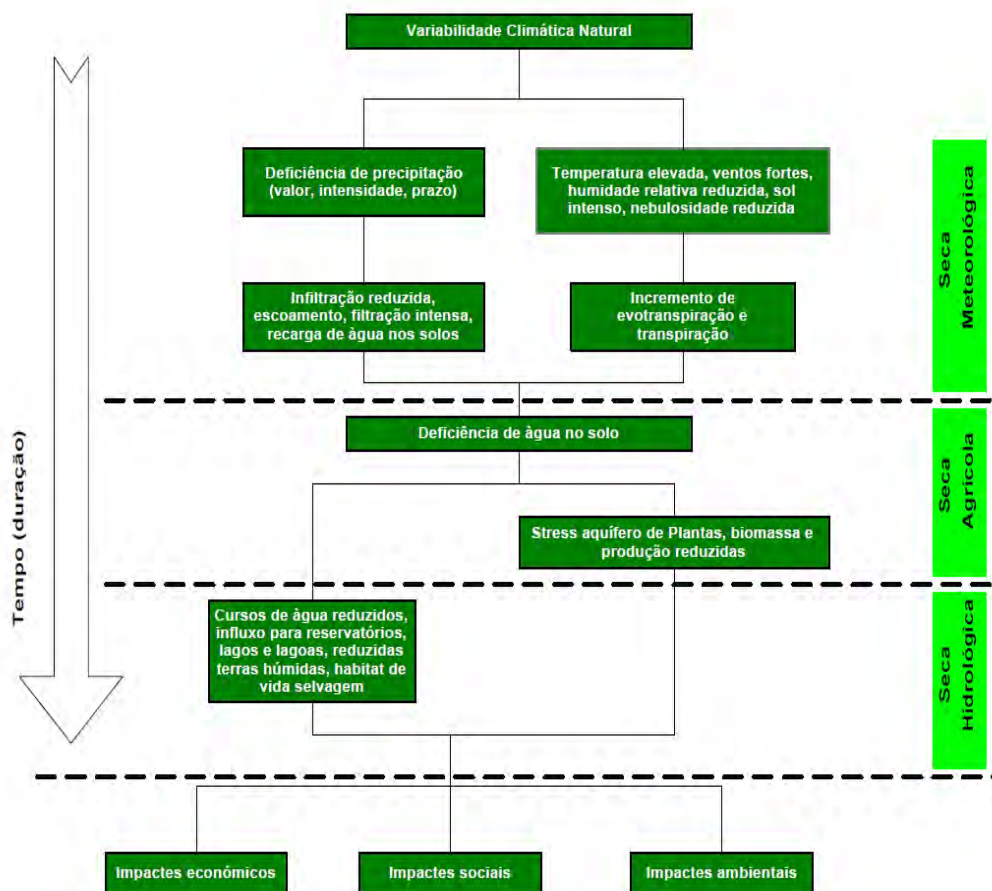 Variabilidade Climática Natural
Deficiência de precipitação
(valor, intensidade, prazo)
Temperatura elevada, ventos fortes,
humidade relativa reduzida, sol
intenso, nebulosidade reduzida
Infiltração reduzida,
escoamento, filtração intensa,
recarga de àgua nos solos
Incremento de
evotranspiração e
transpiração
Seca
Meteorológica
Deficiência de àgua no solo
Stress aquífero de Plantas, biomassa e
produção reduzidas
Seca
Agrícola
Cursos de àgua reduzidos,
influxo para reservatórios,
lagos e lagoas, reduzidas
terras húmidas, habitat de
vida selvagem
Seca
Hidrológica
Tempo (duração)
Impactes económicos
Impactes sociais
Impactes ambientais